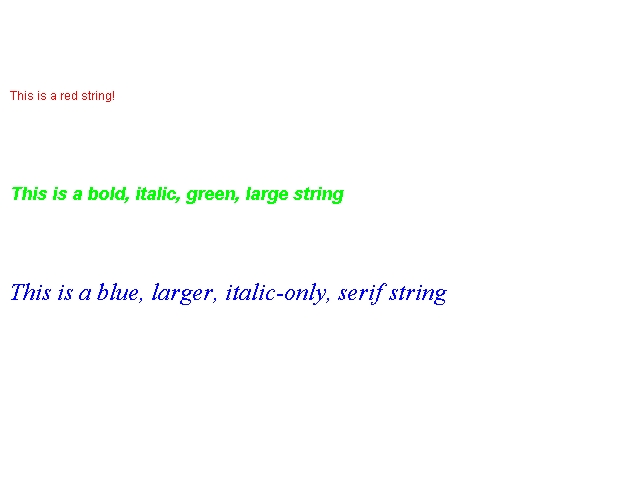 This is a red string!
This is a bold, italic, green, large string
This is a blue, larger, italic-only, serif string